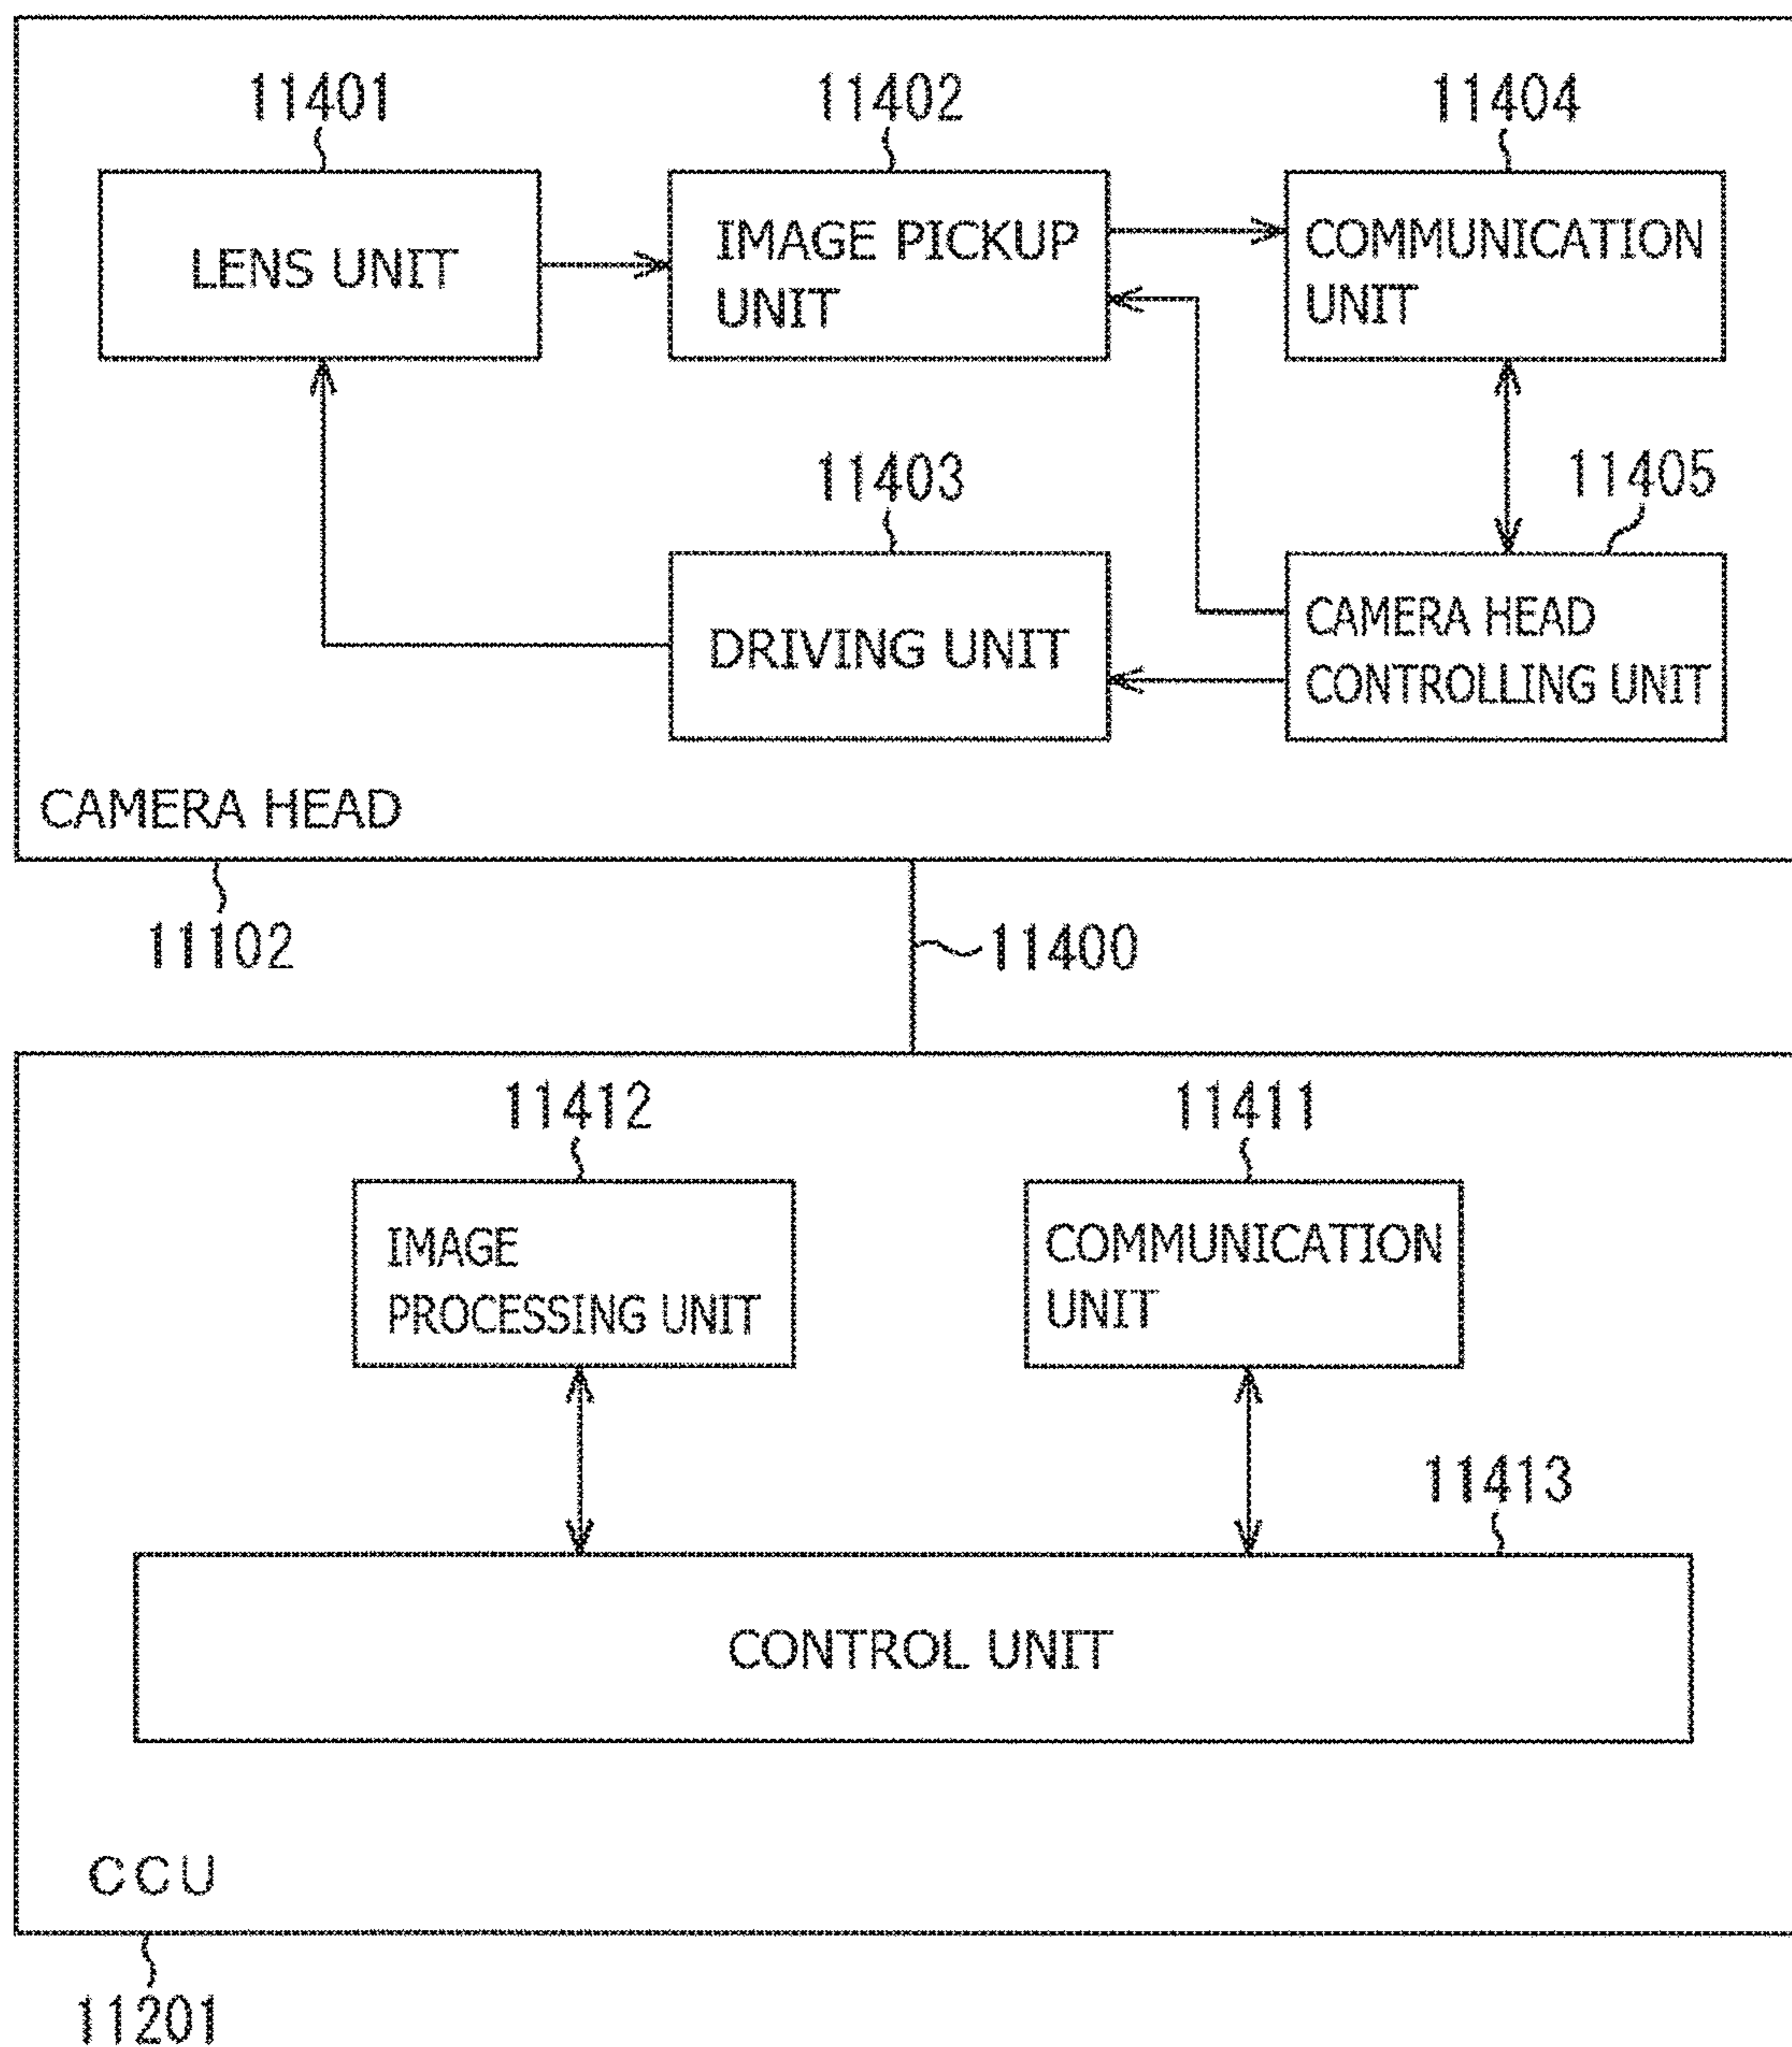 11401
11402
11404
LENS UNIT
IMAGE PICKUP
UNIT
COMMUNICATION
UNIT
11403
11405
DRIVING UNIT
CAMERA HEAD
CONTROLLING UNIT
CAMERA HEAD
11102
11400
11412
11411
IMAGE
PROCESSING UNIT
COMMUNICATION
UNIT
11413
CONTROL UNIT
CCU
11201